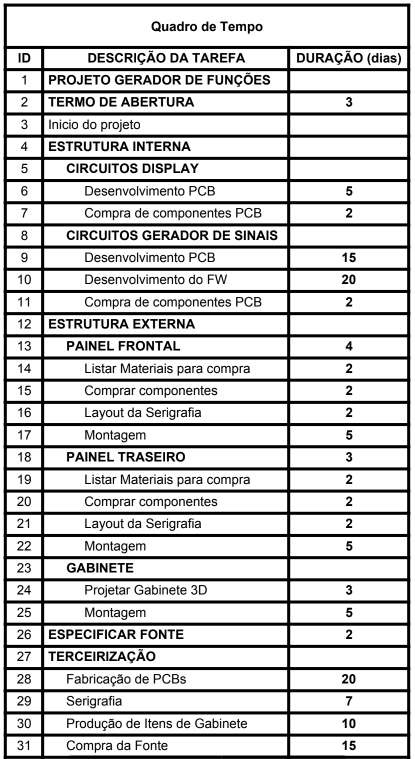 Quadro de Tempo
ID DESCRIÇÃO DA TAREFA DURAÇÃO (dias)
1 PROJETO GERADOR DE FUNÇÕES
2 TERMO DE ABERTURA 3
3 Inicio do projeto
4 ESTRUTURA INTERNA
5 CIRCUITOS DISPLAY
6 Desenvolvimento PCB 5
7 Compra de componentes PCB 2
8 CIRCUITOS GERADOR DE SINAIS
9 Desenvolvimento PCB 15
10 Desenvolvimento do FW 20
11 Compra de componentes PCB 2
12 ESTRUTURA EXTERNA
13 PAINEL FRONTAL 4
14 Listar Materiais para compra 2
15 Comprar componentes 2
16 Layout da Serigrafia 2
17 Montagem 5
18 PAINEL TRASEIRO 3
19 Listar Materiais para compra 2
20 Comprar componentes 2
21 Layout da Serigrafia 2
22 Montagem 5
23 GABINETE
24 Projetar Gabinete 3D 3
25 Montagem 5
26 ESPECIFICAR FONTE 2
27 TERCEIRIZAÇÃO
28 Fabricação de PCBs 20
29 Serigrafia 7
30 Produção de Itens de Gabinete 10
31 Compra da Fonte 15